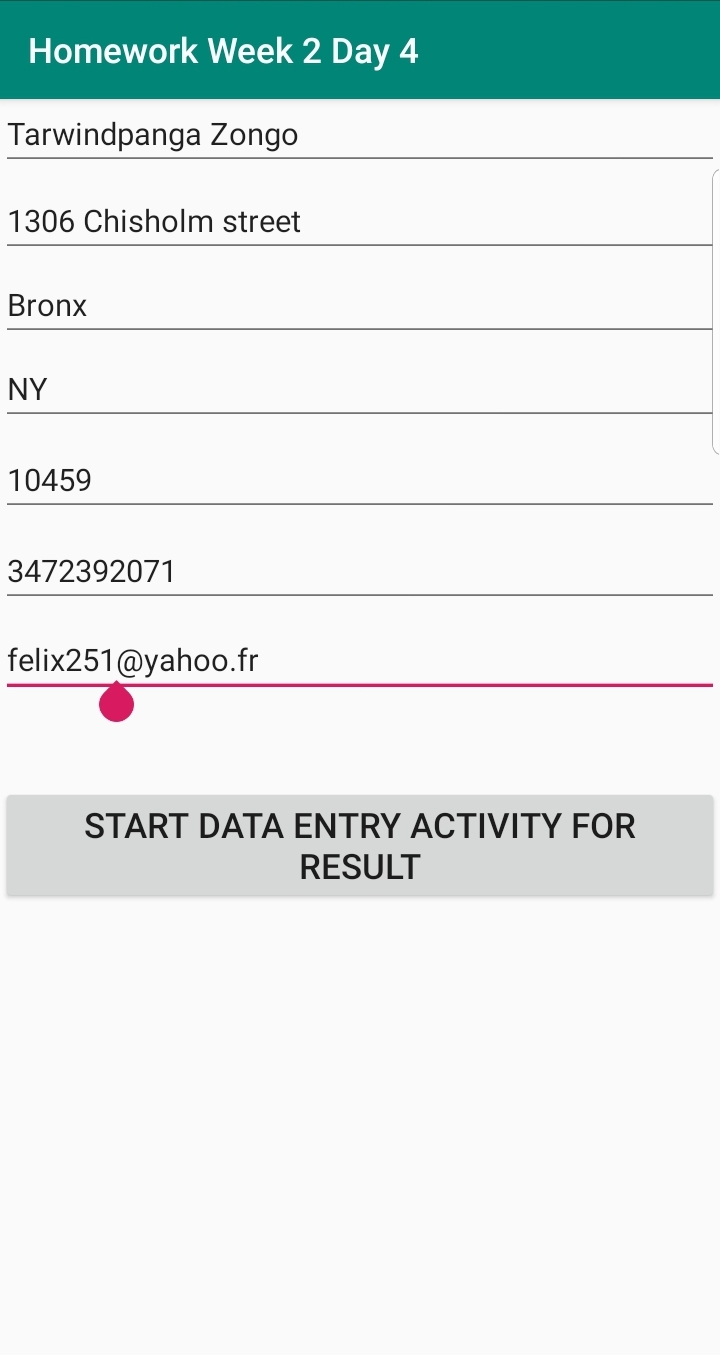 Homework Week 2 Day 4
Tarwindpanga Zongo
1306 Chisholm street
Bronx
NY
10459
3472392071
felix251@yahoo.fr
START DATA ENTRY ACTIVITY FOR
RESULT